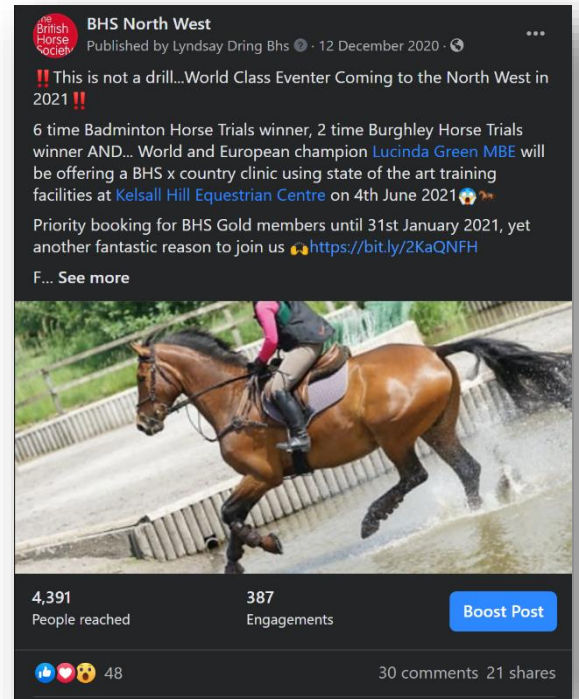 The British Horse Society
BHS North West
Published by Lyndsay Dring Bhs · 12 December 2020 ·
‼️This is not a drill...World Class Eventer Coming to the North West in
2021‼️
6 time Badminton Horse Trials winner, 2 time Burghley Horse Trials
winner AND... World and European champion Lucinda Green MBE will
be offering a BHS x country clinic using state of the art training
facilities at Kelsall Hill Equestrian Centre on 4th June 2021😱🐎
Priority booking for BHS Gold members until 31st January 2021, yet
another fantastic reason to join us 🙌https://bit.ly/2KaQNFH
F... See more
4,391
People reached
387
Engagements
Boost Post
48
30 comments 21 shares